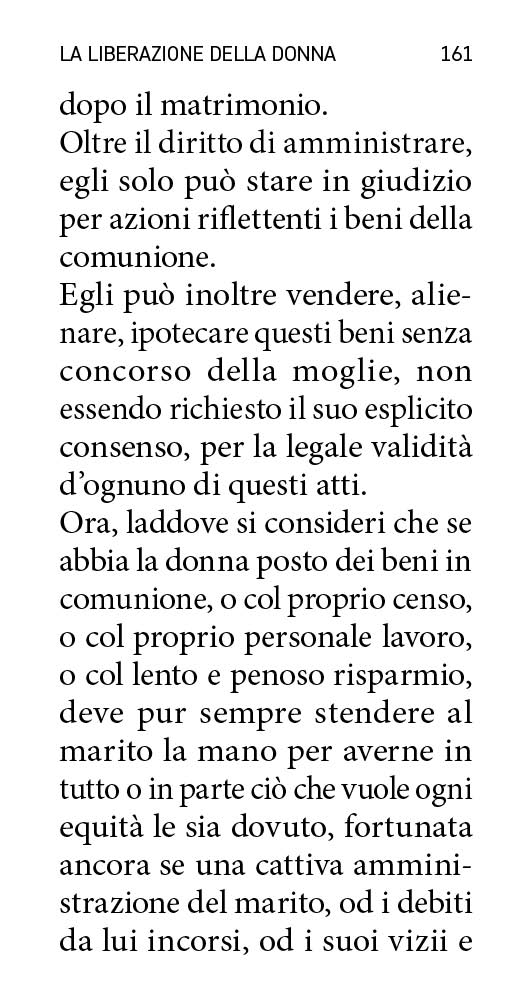 LA LIBERAZIONE DELLA DONNA 161
dopo il matrimonio.
Oltre il diritto di amministrare,
egli solo può stare in giudizio
per azioni riflettenti i beni della
comunione.
Egli può inoltre vendere, alie-
nare, ipotecare questi beni senza
concorso della moglie, non
essendo richiesto il suo esplicito
consenso, per la legale validità
d’ognuno di questi atti.
Ora, laddove si consideri che se
abbia la donna posto dei beni in
comunione, o col proprio censo,
o col proprio personale lavoro,
o col lento e penoso risparmio,
deve pur sempre stendere al
marito la mano per averne in
tutto o in parte ciò che vuole ogni
equità le sia dovuto, fortunata
ancora se una cattiva ammini-
strazione del marito, od i debiti
da lui incorsi, od i suoi vizii e